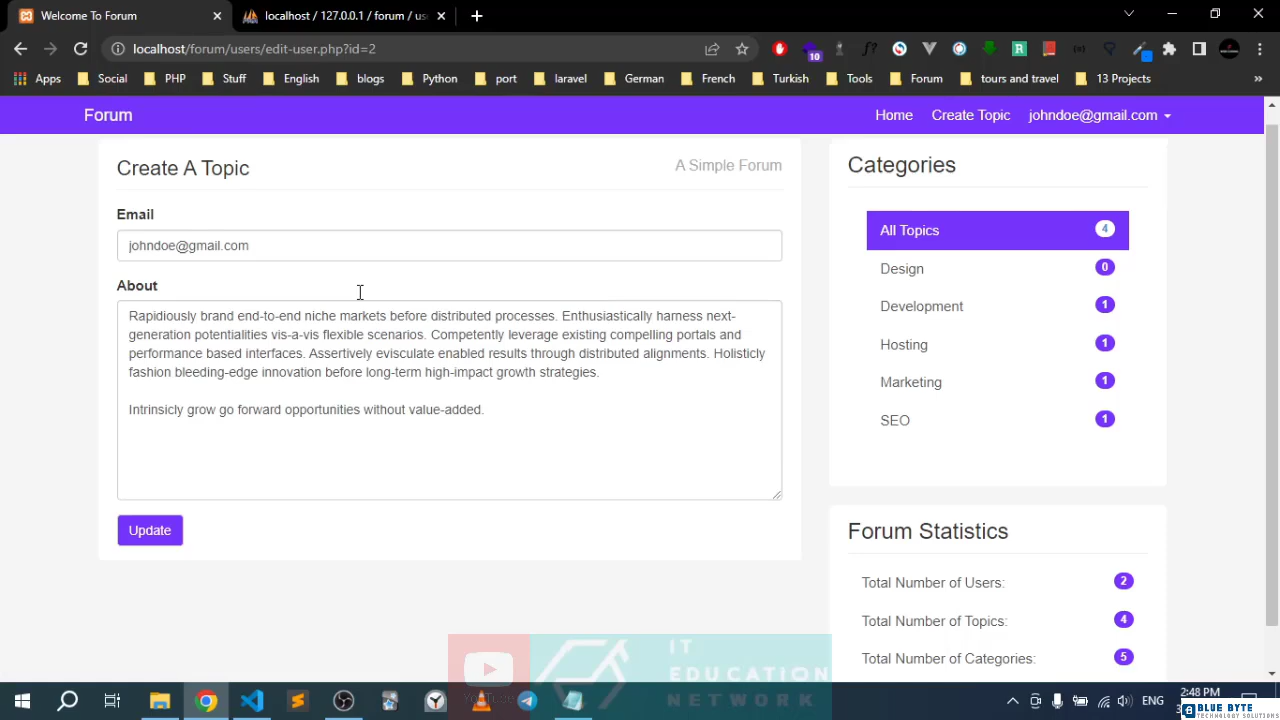 Welcome To Forum
localhost / 127.0.0.1 / forum / us
localhost/forum/users/edit-user.php?id=2
10
Apps
Social
PHP
Stuff
English
blogs
Python
port
laravel
German
French
Turkish
Tools
Forum
tours and travel
13 Projects
»
Forum
Home
Create Topic
johndoe@gmail.com
Create A Topic
A Simple Forum
Email
johndoe@gmail.com
About
Rapidiously brand end-to-end niche markets before distributed processes. Enthusiastically harness next-
generation potentialities vis-a-vis flexible scenarios. Competently leverage existing compelling portals and
performance based interfaces. Assertively evisculate enabled results through distributed alignments. Holisticly
fashion bleeding-edge innovation before long-term high-impact growth strategies.
Intrinsicly grow go forward opportunities without value-added.
Update
Categories
All Topics 4
Design 0
Development 1
Hosting 1
Marketing 1
SEO 1
Forum Statistics
Total Number of Users: 2
Total Number of Topics: 4
Total Number of Categories: 5
IT
EDUCATION
NETWORK
YouTube
ENG
2:48 PM
BLUE BYTE
TECHNOLOGY SOLUTIONS